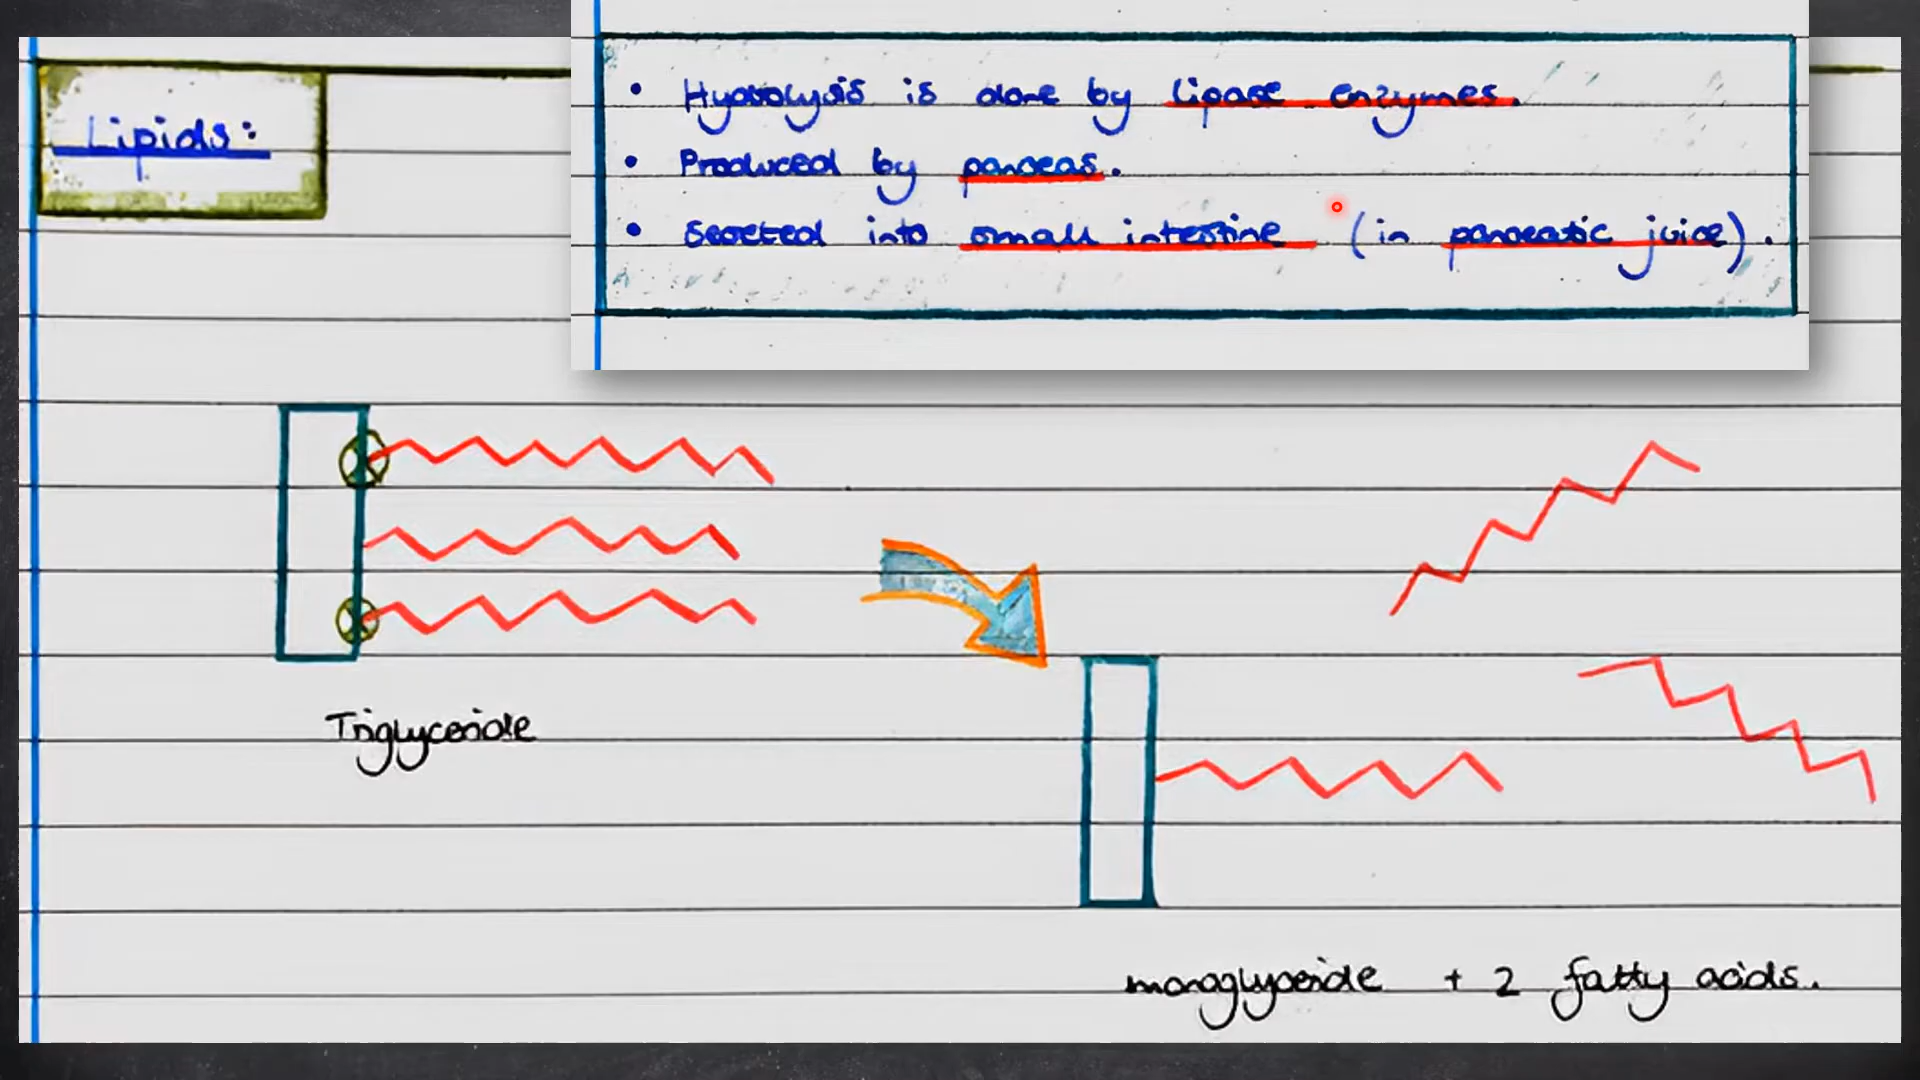 Lipids:
• Hydrolysis is done by lipase enzymes.
• Produced by pancreas.
• Secreted into small intestine (in pancreatic juice).
Triglyceride
monoglyceride + 2 fatty acids.